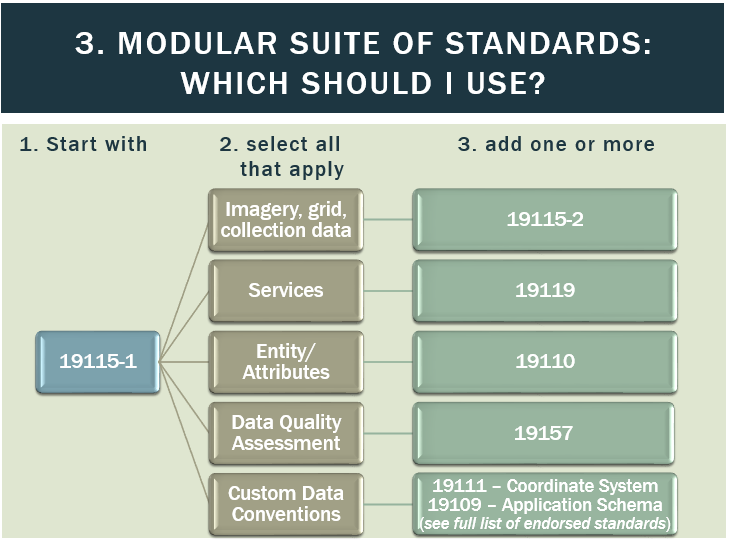 3. MODULAR SUITE OF STANDARDS:
WHICH SHOULD I USE?
1. Start with
2. select all
that apply
3. add one or more
19115-1
Imagery, grid,
collection data
19115-2
Services
19119
Entity/
Attributes
19110
Data Quality
Assessment
19157
Custom Data
Conventions
19111 – Coordinate System
19109 – Application Schema
(see full list of endorsed standards)